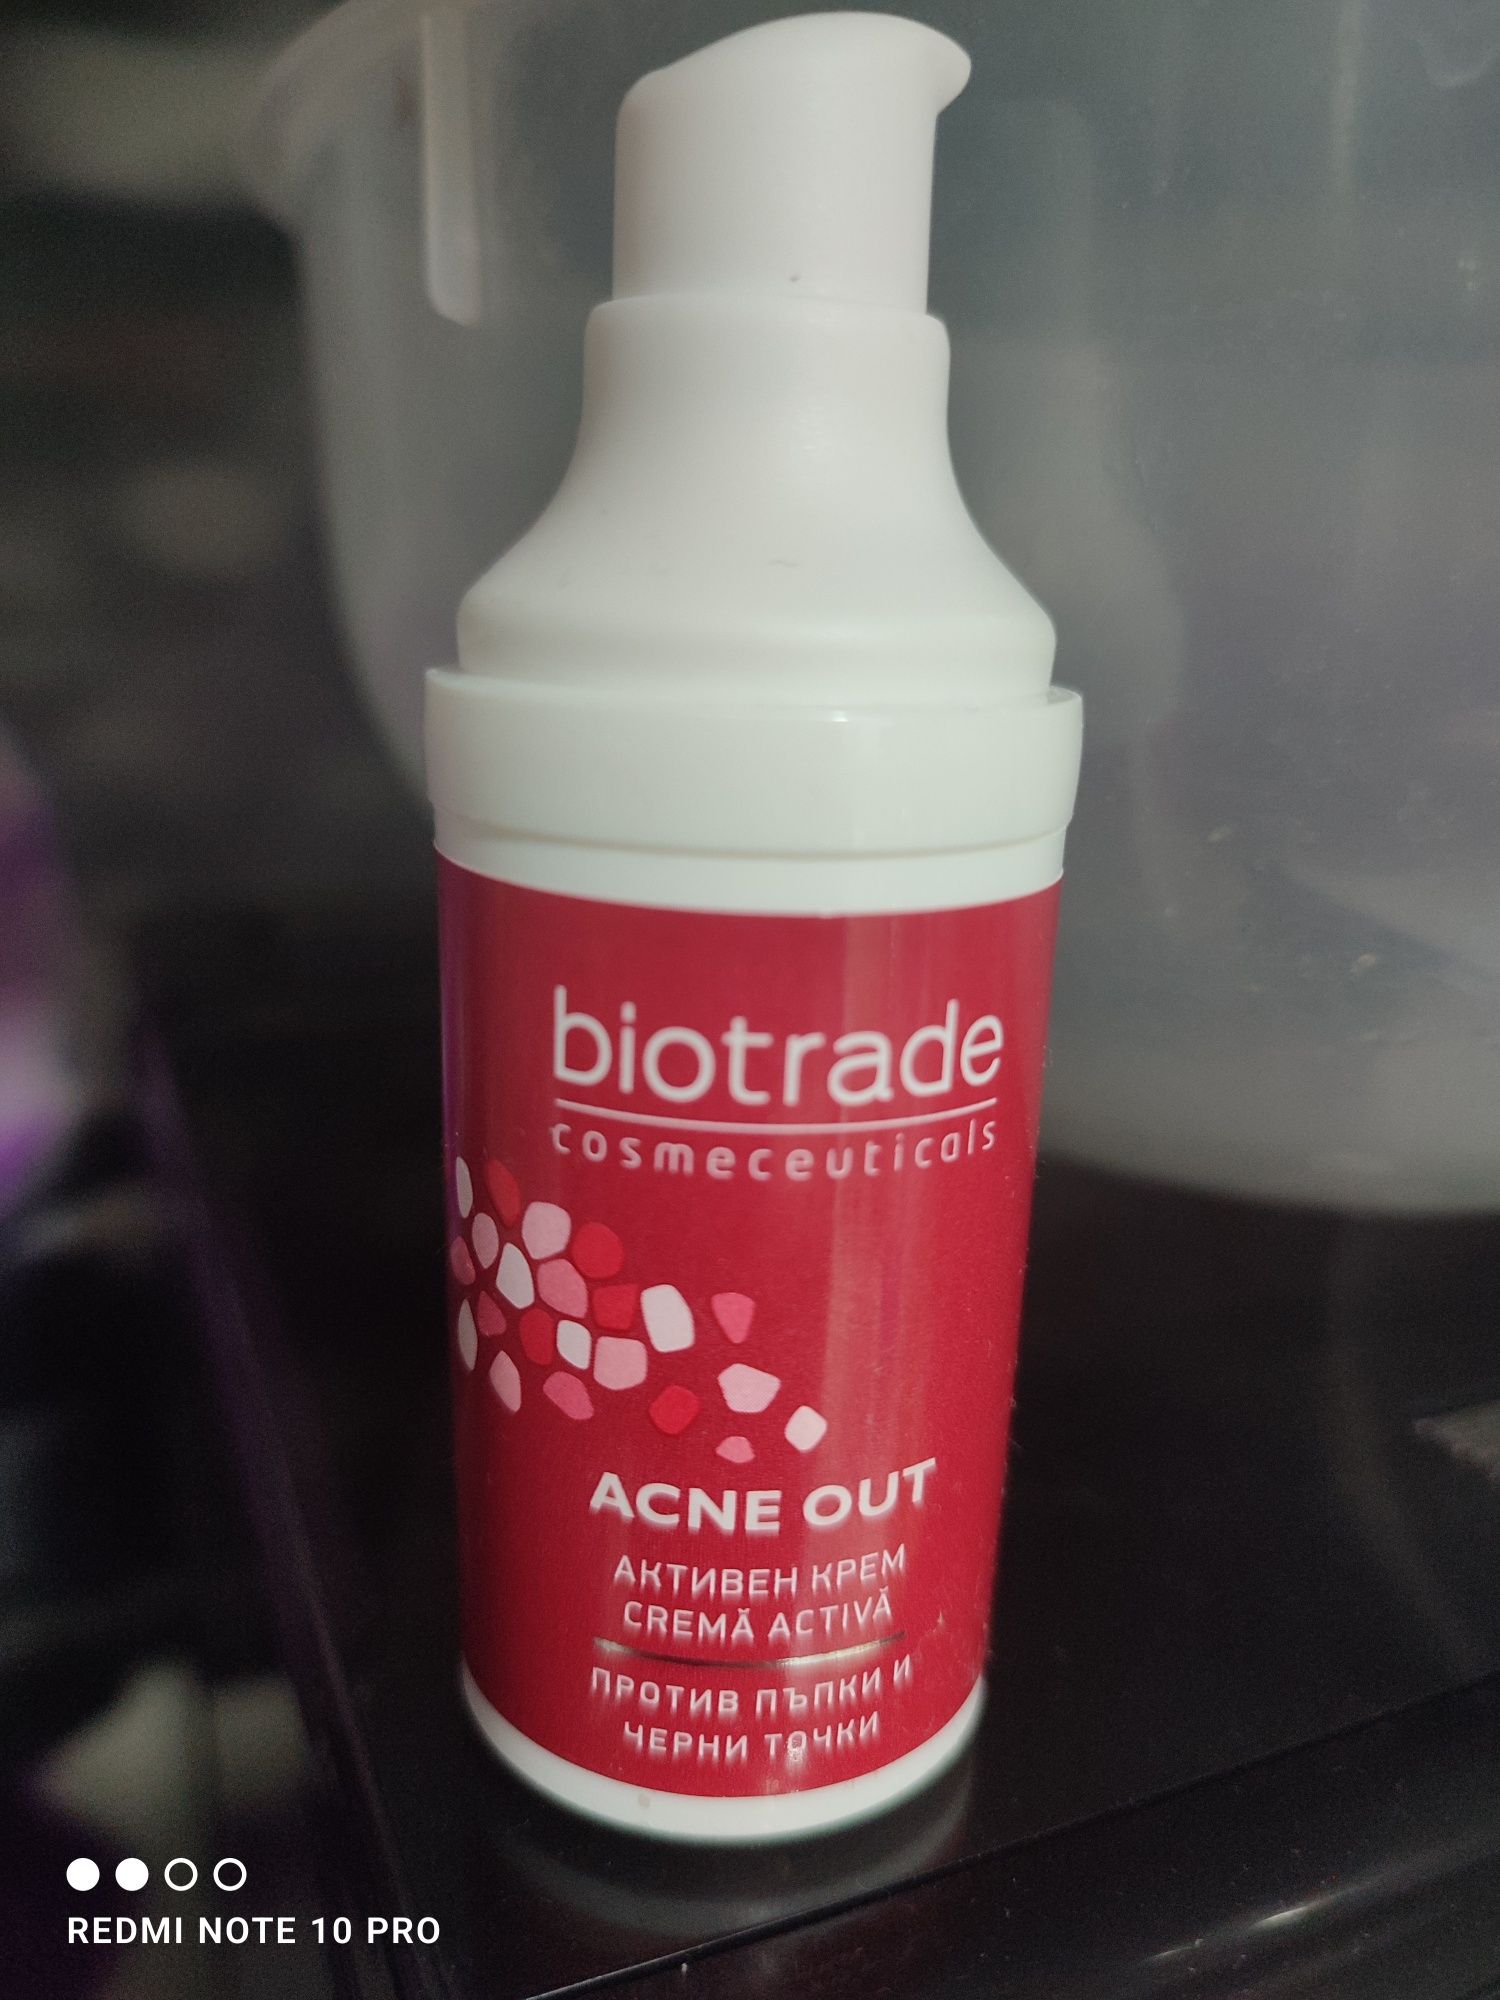 biotrade
cosmeceuticals
ACNE OUT
АКТИВЕН КРЕМ
CREMĂ ACTIVĂ
ПРОТИВ ПЪПКИ И
ЧЕРНИ ТОЧКИ
REDMI NOTE 10 PRO